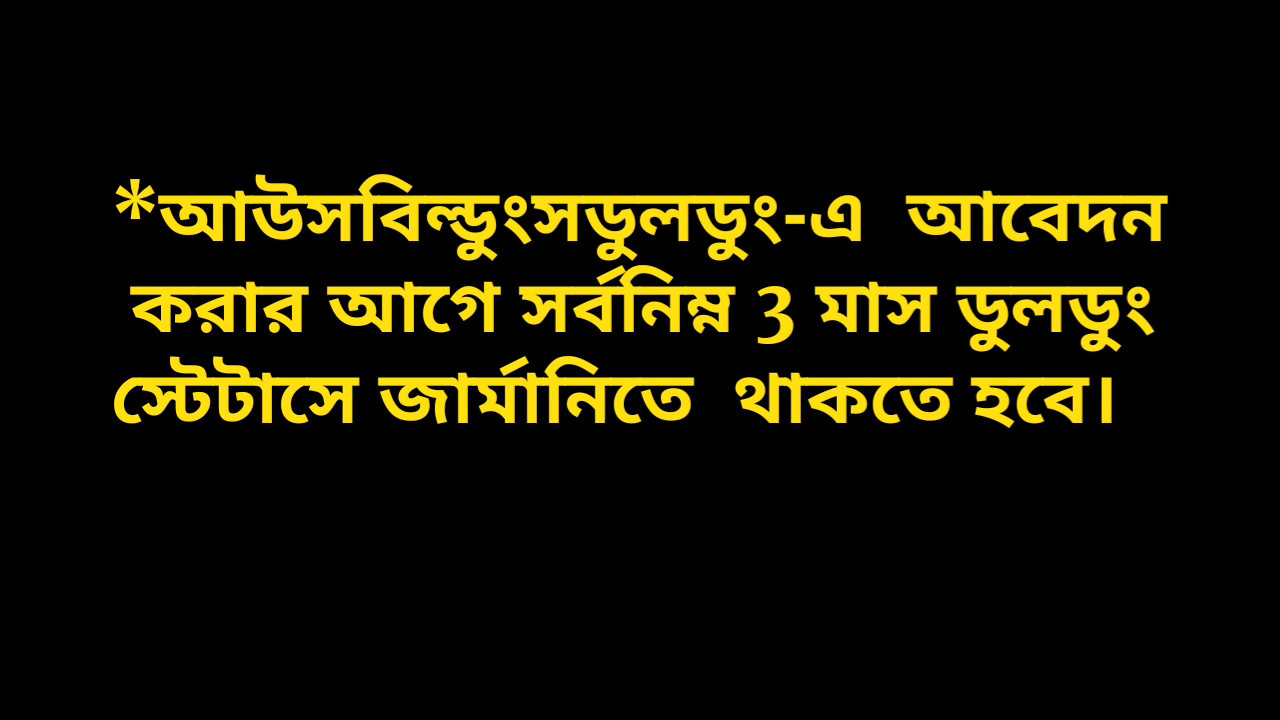 *আউসবিল্ডুংসডুলডুং-এ  আবেদন
করার আগে সর্বনিম্ন 3 মাস ডুলডুং
স্টেটাসে জার্মানিতে  থাকতে হবে।